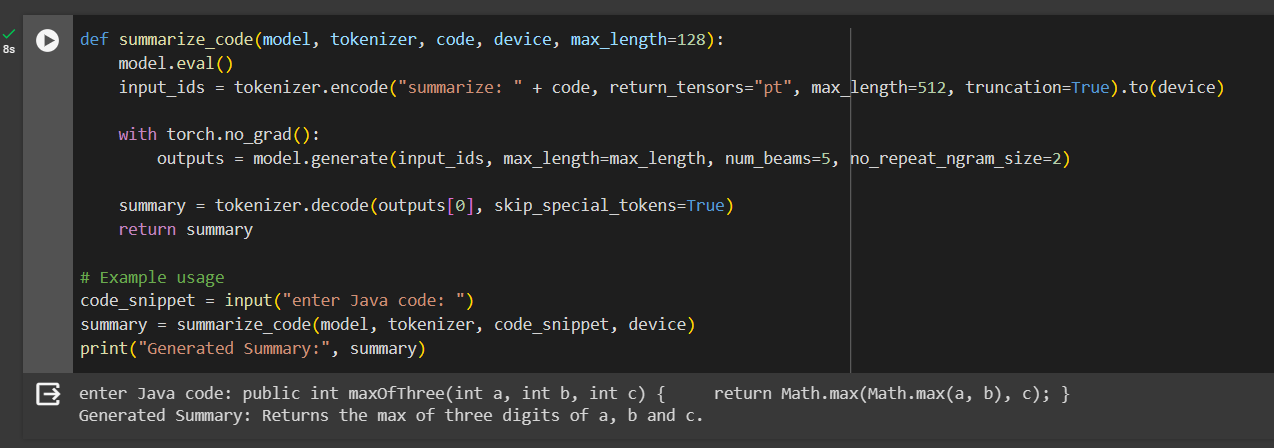 def summarize_code(model, tokenizer, code, device, max_length=128):
model.eval()
8s
input_ids = tokenizer.encode("summarize: " + code, return_tensors="pt", max_length=512, truncation=True).to(device)
with torch.no_grad():
outputs = model.generate(input_ids, max_length=max_length, num_beams=5, no_repeat_ngram_size=2)
summary = tokenizer.decode(outputs[0], skip_special_tokens=True)
return summary
# Example usage
code_snippet = input("enter Java code: ")
summary = summarize_code(model, tokenizer, code_snippet, device)
print("Generated Summary:", summary)
enter Java code: public int maxOfThree(int a, int b, int c) {     return Math.max(Math.max(a, b), c); }
Generated Summary: Returns the max of three digits of a, b and c.